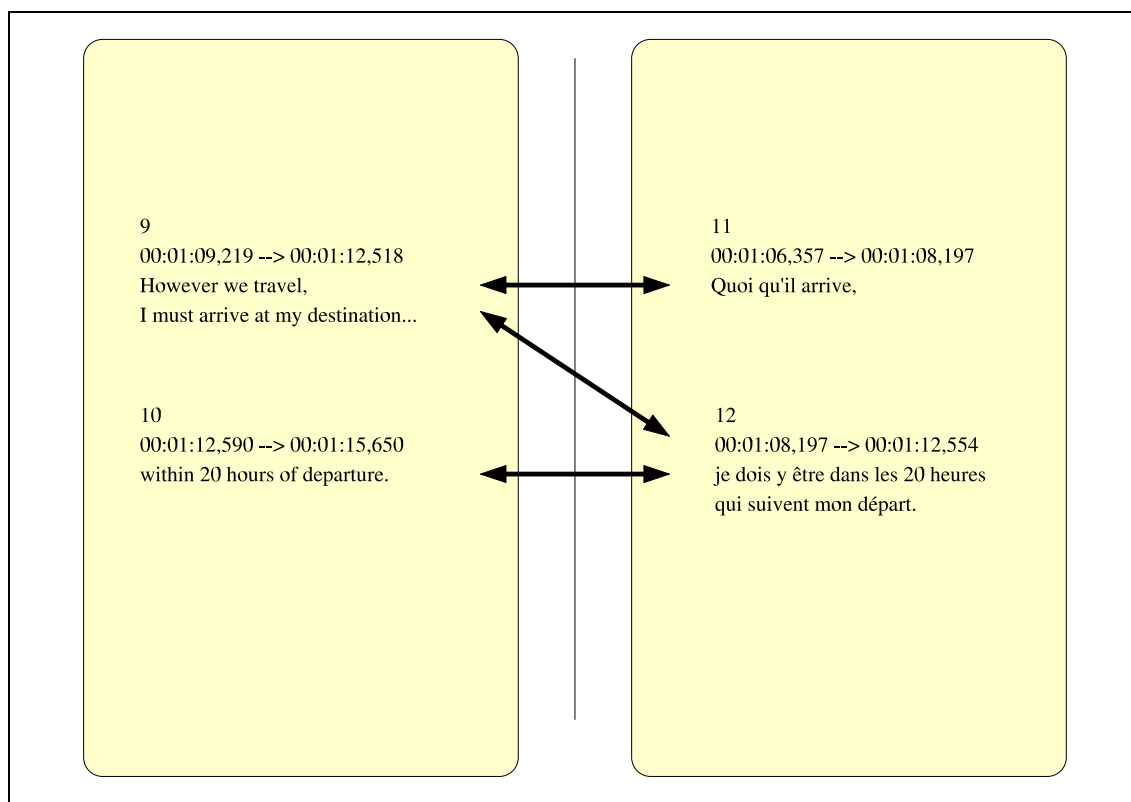 9
00:01:09,219 --> 00:01:12,518
However we travel,
I must arrive at my destination...
10
00:01:12,590 --> 00:01:15,650
within 20 hours of departure.
11
00:01:06,357 --> 00:01:08,197
Quoi qu'il arrive,
12
00:01:08,197 --> 00:01:12,554
je dois y être dans les 20 heures
qui suivent mon départ.